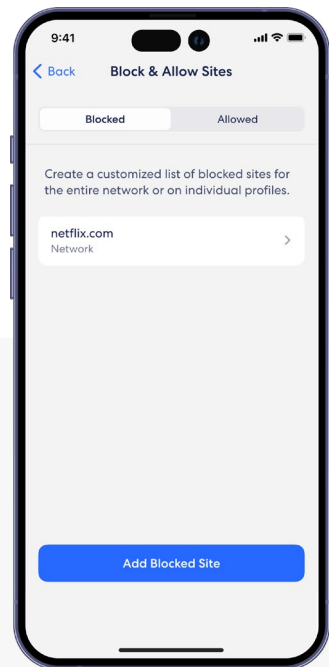 9:41
Back
Block & Allow Sites
Blocked
Allowed
Create a customized list of blocked sites for
the entire network or on individual profiles.
netflix.com
Network
Add Blocked Site